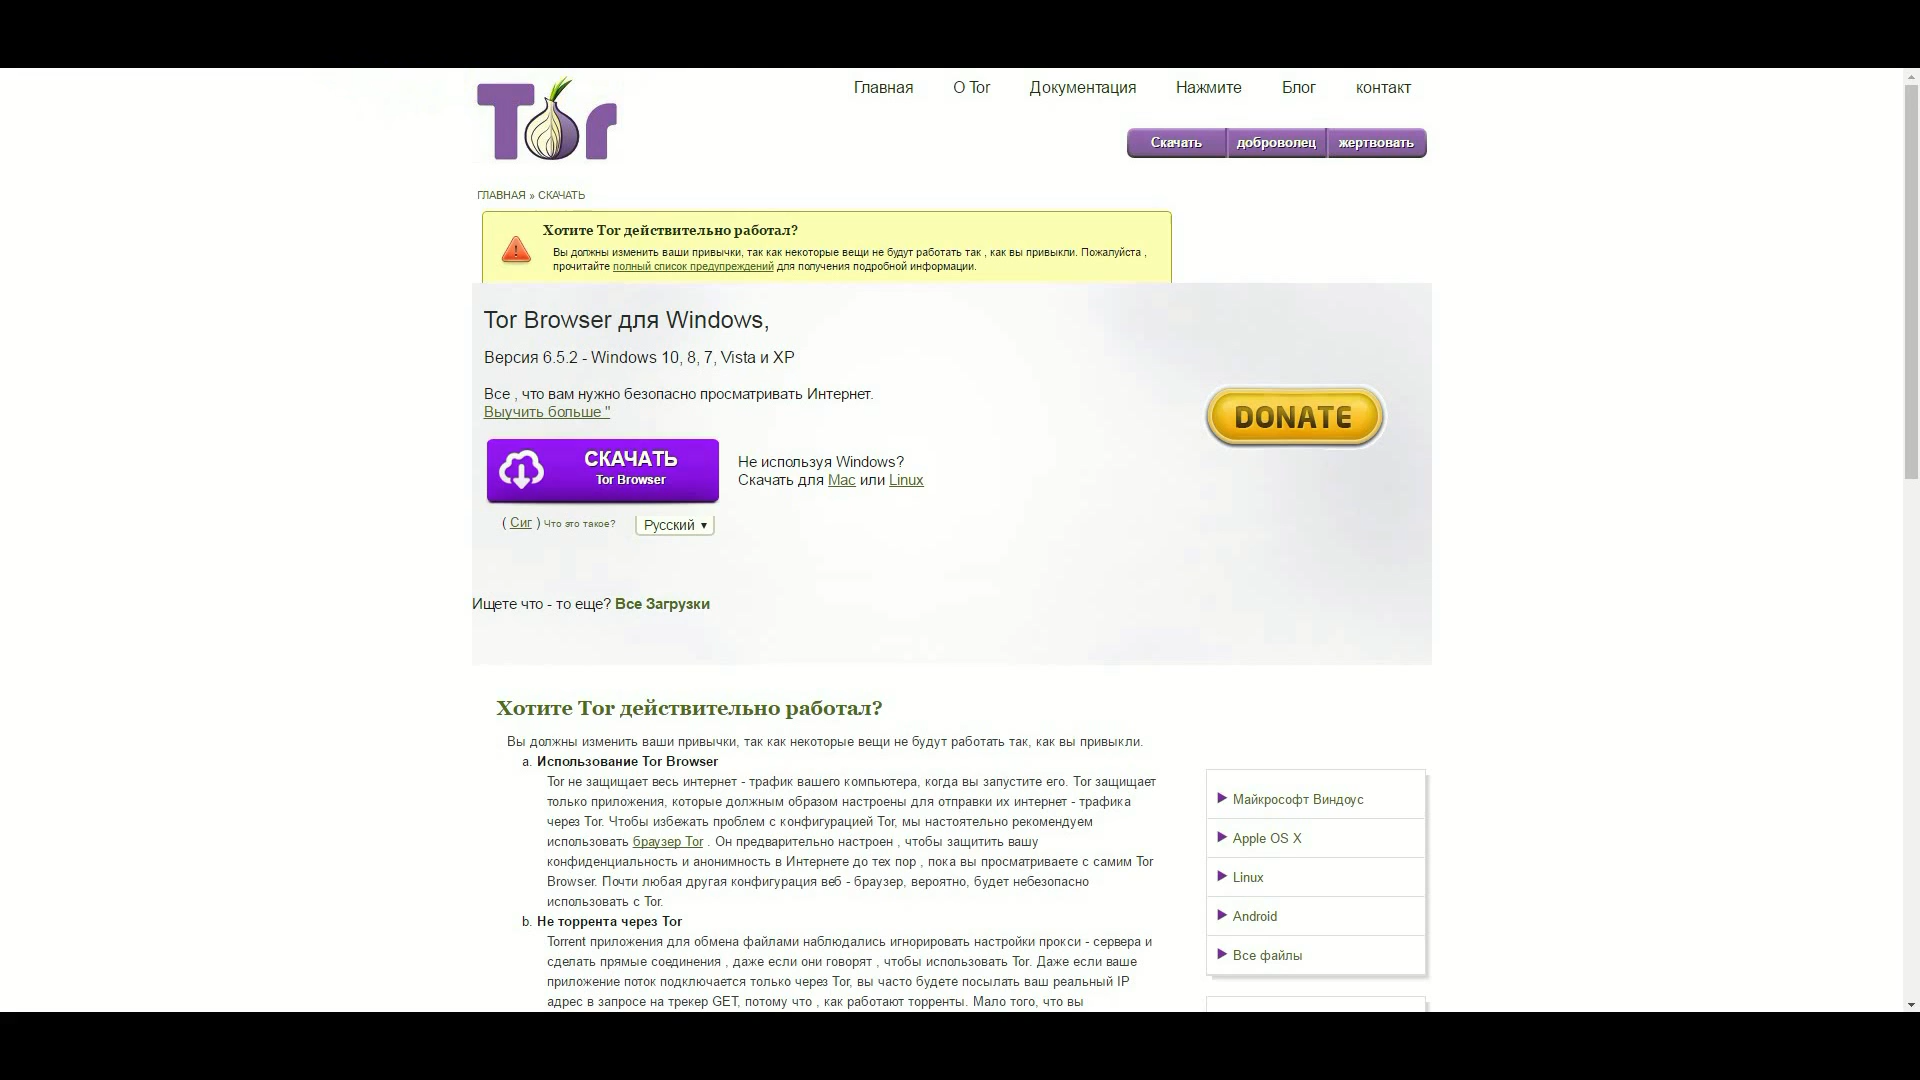 Tor
Главная О Tor Документация Нажмите Блог контакт
Скачать доброволец жертвовать
ГЛАВНАЯ » СКАЧАТЬ
Хотите Tor действительно работал?
Вы должны изменить ваши привычки, так как некоторые вещи не будут работать так , как вы привыкли. Пожалуйста ,
прочитайте полный список предупреждений для получения подробной информации.
Tor Browser для Windows,
Версия 6.5.2 - Windows 10, 8, 7, Vista и XP
Все , что вам нужно безопасно просматривать Интернет.
Выучить больше "
DONATE
СКАЧАТЬ
Tor Browser
Не используя Windows?
Скачать для Mac или Linux
( Сиг ) Что это такое? Русский ▾
Ищете что - то еще? Все Загрузки
Хотите Tor действительно работал?
Вы должны изменить ваши привычки, так как некоторые вещи не будут работать так, как вы привыкли.
a. Использование Tor Browser
Tor не защищает весь интернет - трафик вашего компьютера, когда вы запустите его. Tor защищает
только приложения, которые должным образом настроены для отправки их интернет - трафика
через Tor. Чтобы избежать проблем с конфигурацией Tor, мы настоятельно рекомендуем
использовать браузер Tor . Он предварительно настроен , чтобы защитить вашу
конфиденциальность и анонимность в Интернете до тех пор , пока вы просматриваете с самим Tor
Browser. Почти любая другая конфигурация веб - браузер, вероятно, будет небезопасно
использовать с Tor.
b. Не торрента через Tor
Torrent приложения для обмена файлами наблюдались игнорировать настройки прокси - сервера и
сделать прямые соединения , даже если они говорят , чтобы использовать Tor. Даже если ваше
приложение поток подключается только через Tor, вы часто будете посылать ваш реальный IP
адрес в запросе на трекер GET, потому что , как работают торренты. Мало того, что вы
Майкрософт Виндоус
Apple OS X
Linux
Android
Все файлы